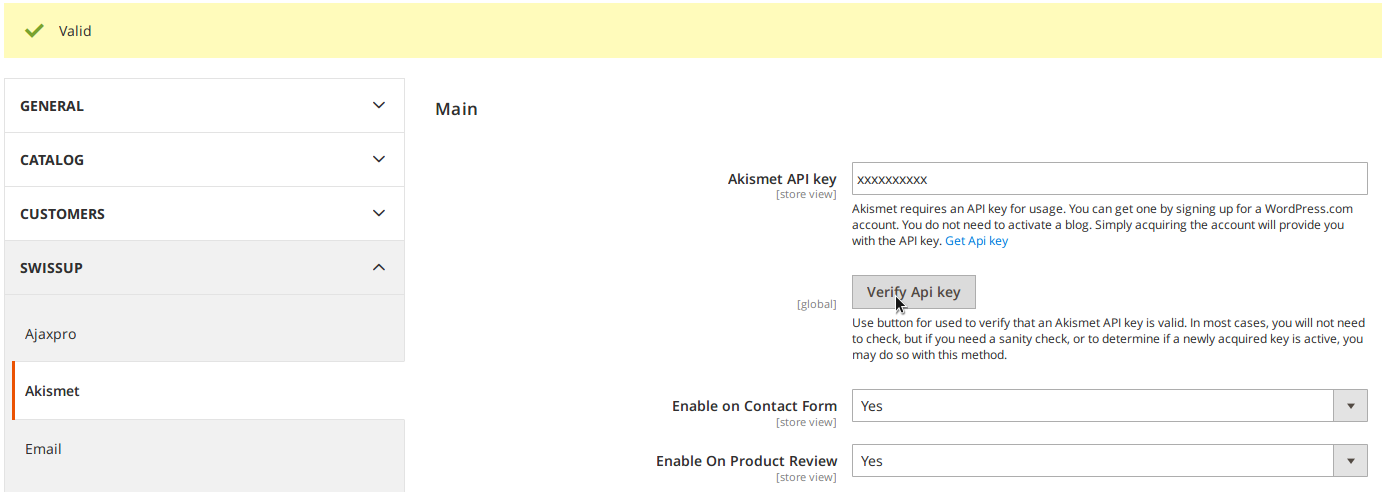 Valid
GENERAL
CATALOG
CUSTOMERS
SWISSUP
Ajaxpro
Akismet
Email
Main
Akismet API key
[store view]
xxxxxxxxxx
Akismet requires an API key for usage. You can get one by signing up for a WordPress.com
account. You do not need to activate a blog. Simply acquiring the account will provide you
with the API key. Get Api key
[global]
Verify Api key
Use button for used to verify that an Akismet API key is valid. In most cases, you will not need
to check, but if you need a sanity check, or to determine if a newly acquired key is active, you
may do so with this method.
Enable on Contact Form
[store view]
Yes
Enable On Product Review
[store view]
Yes